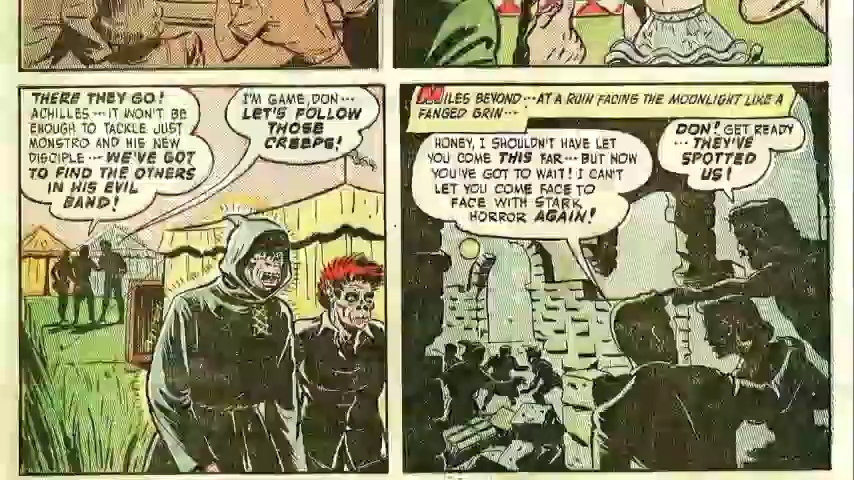 THERE THEY GO!
ACHILLES--- IT WON'T BE
ENOUGH TO TACKLE JUST
MONSTRO AND HIS NEW
DISCIPLE--- WE'VE GOT
TO FIND THE OTHERS
IN HIS EVIL
BAND!
I'M GAME, DON---
LET'S FOLLOW
THOSE
CREEPS!
MILES BEYOND---AT A RUIN FACING THE MOONLIGHT LIKE A
FANGED GRIN---
HONEY, I SHOULDN'T HAVE LET
YOU COME THIS FAR--- BUT NOW
YOU'VE GOT TO WAIT! I CAN'T
LET YOU COME FACE TO
FACE WITH STARK
HORROR AGAIN!
DON! GET READY
---THEY'VE
SPOTTED
US!